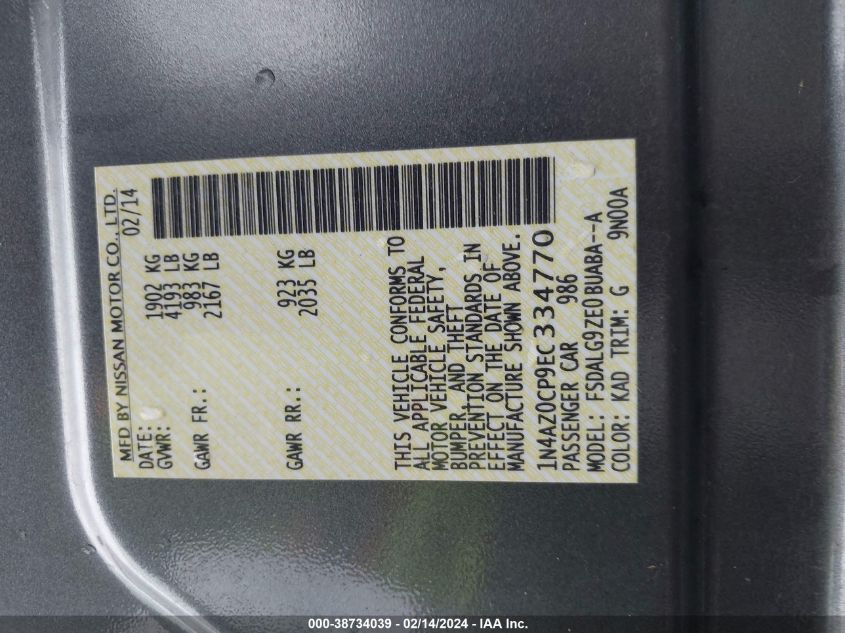 MFD BY NISSAN MOTOR CO., LTD.
DATE: 02/14
GVWR: 1902 KG
4193 LB
GAWR FR.: 983 KG
2167 LB
GAWR RR.: 923 KG
2035 LB
THIS VEHICLE CONFORMS TO
ALL APPLICABLE FEDERAL
MOTOR VEHICLE SAFETY,
BUMPER, AND THEFT
PREVENTION STANDARDS IN
EFFECT ON THE DATE OF
MANUFACTURE SHOWN ABOVE.
1N4AZ0CP9EC334770
PASSENGER CAR 986
MODEL: FSDALG9ZE0BUABA--A
COLOR: KAD TRIM: G 9N00A
000-38734039 - 02/14/2024 - IAA Inc.